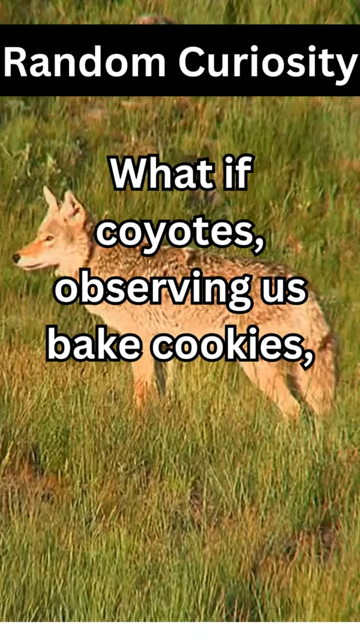 Random Curiosity
What if
coyotes,
observing us
bake cookies,